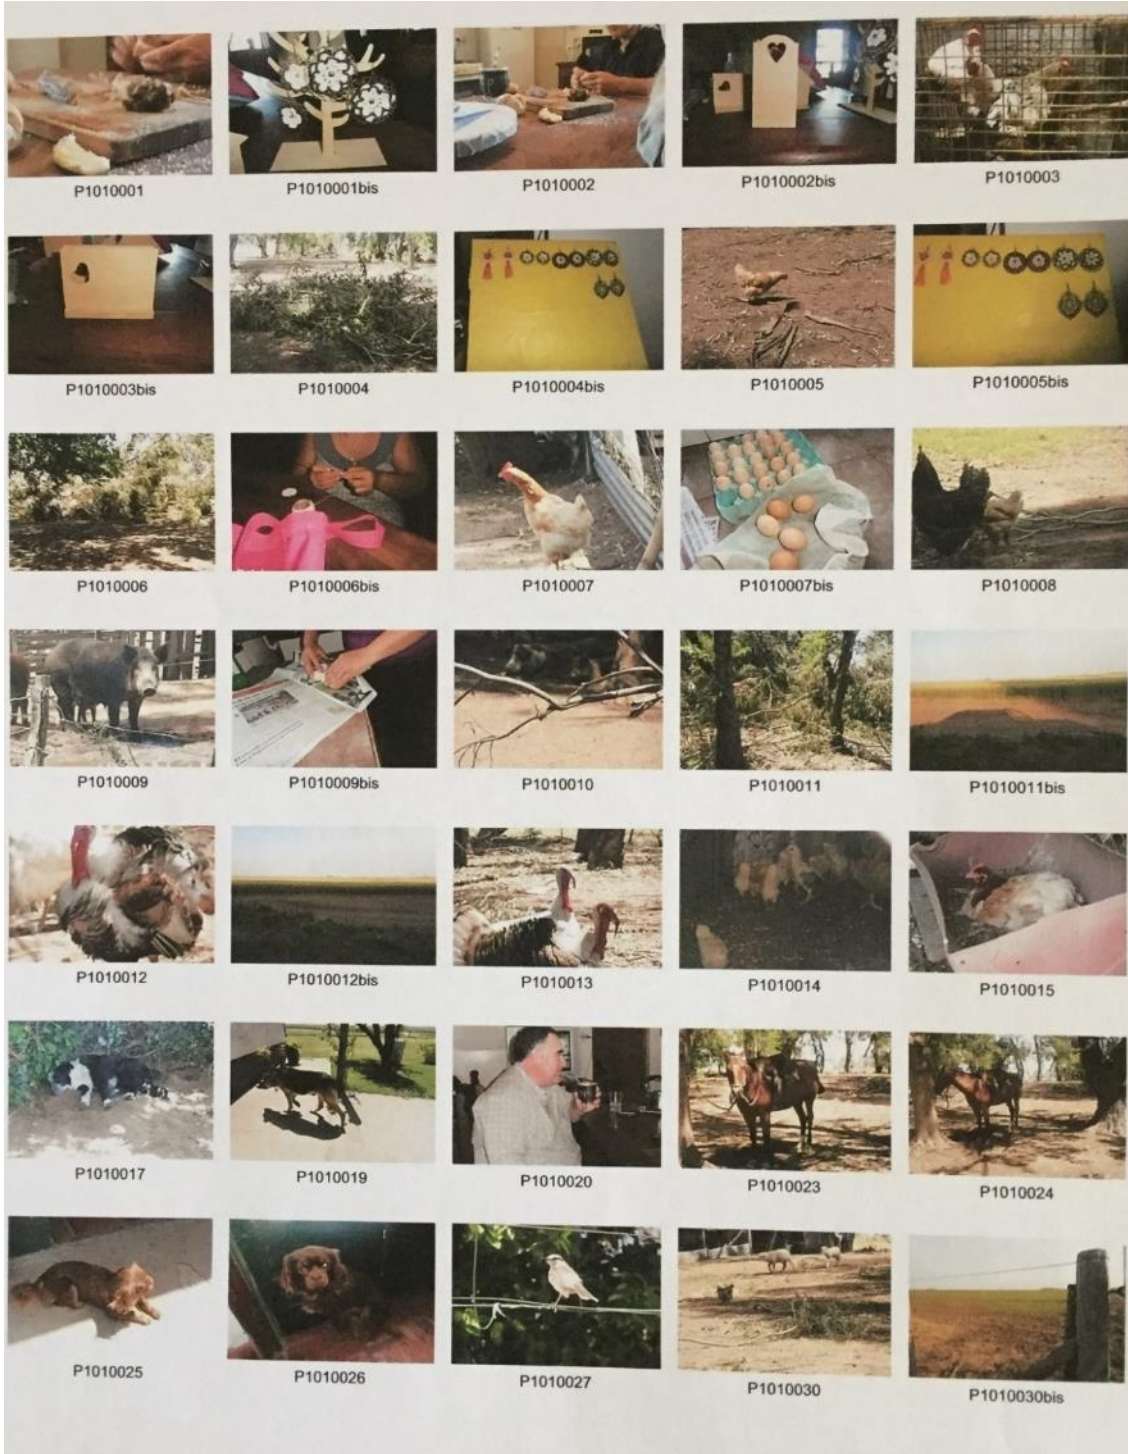 P1010001 P1010001bis P1010002 P1010002bis P1010003
P1010003bis P1010004 P1010004bis P1010005 P1010005bis
P1010006 P1010006bis P1010007 P1010007bis P1010008
P1010009 P1010009bis P1010010 P1010011 P1010011bis
P1010012 P1010012bis P1010013 P1010014 P1010015
P1010017 P1010019 P1010020 P1010023 P1010024
P1010025 P1010026 P1010027 P1010030 P1010030bis